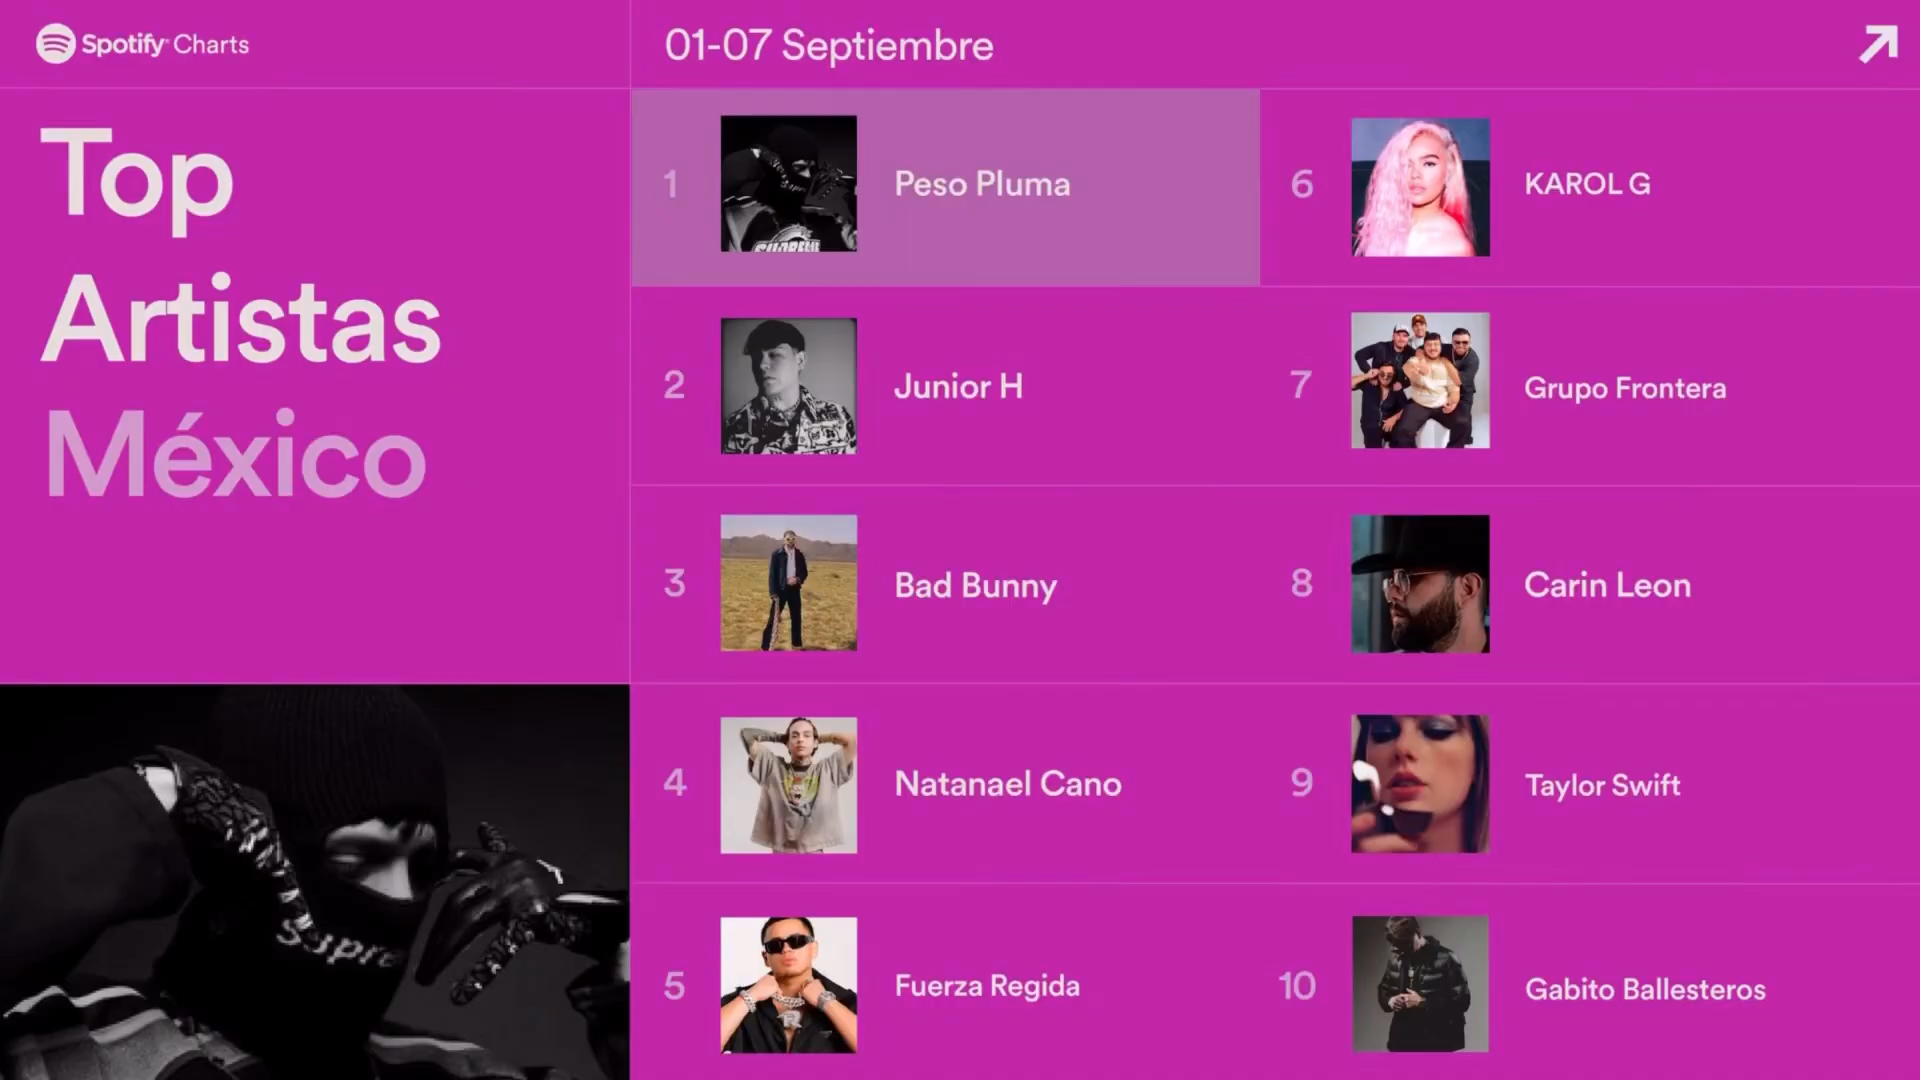 Spotify Charts
01-07 Septiembre
Top
Artistas
México
1 Peso Pluma
2 Junior H
3 Bad Bunny
4 Natanael Cano
5 Fuerza Regida
6 KAROL G
7 Grupo Frontera
8 Carin Leon
9 Taylor Swift
10 Gabito Ballesteros